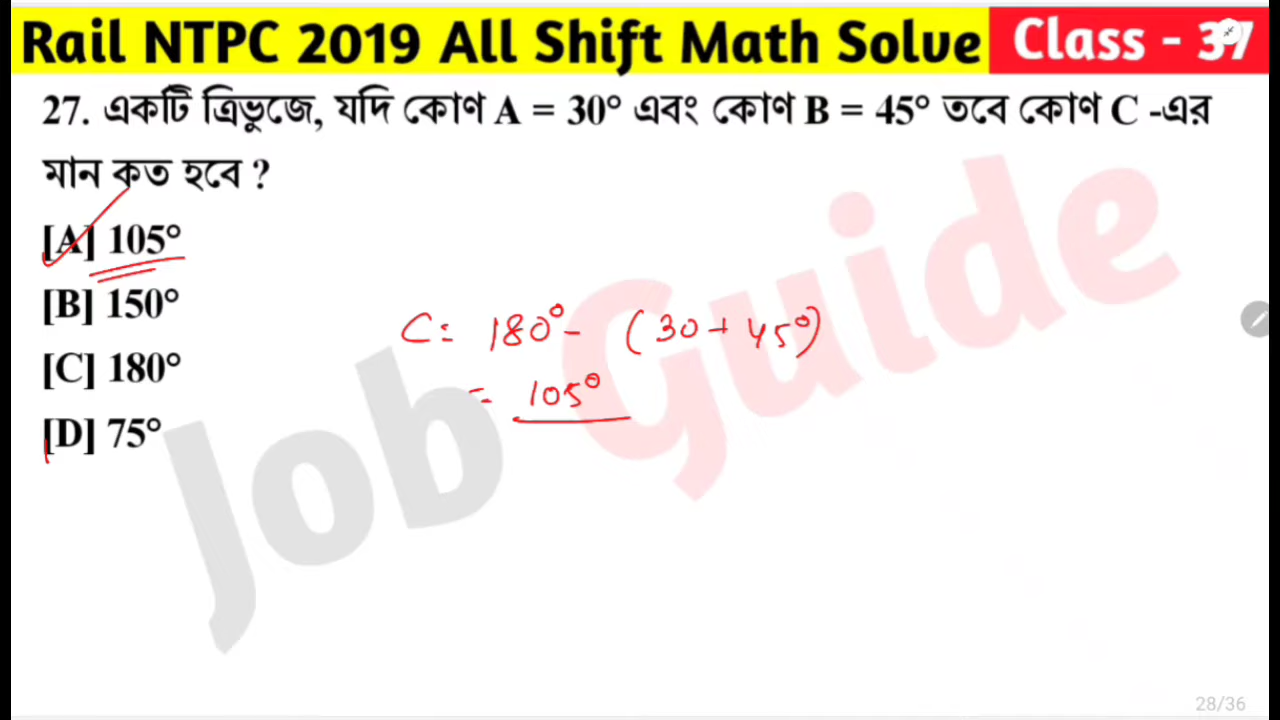 Rail NTPC 2019 All Shift Math Solve Class - 37
27. একটি ত্রিভুজে, যদি কোণ A = 30° এবং কোণ B = 45° তবে কোণ C -এর
মান কত হবে ?
[A] 105°
[B] 150°
[C] 180°
[D] 75°
C = 180° - (30 + 45°)
= 105°
Job Guide
28/36